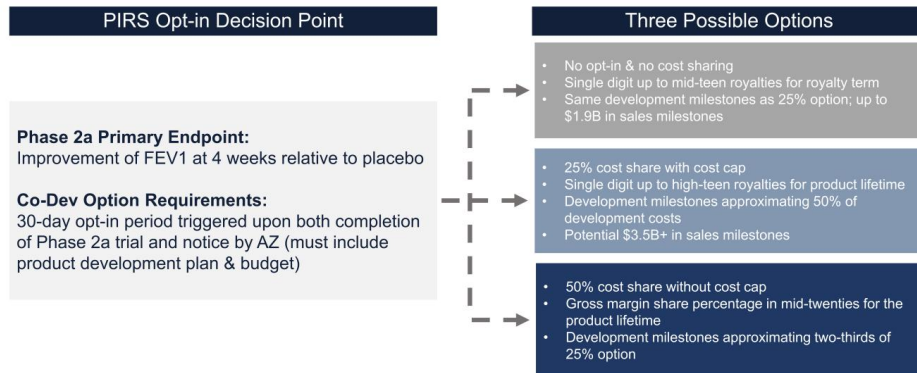 PIRS Opt-in Decision Point
Phase 2a Primary Endpoint:
Improvement of FEV1 at 4 weeks relative to placebo
Co-Dev Option Requirements:
30-day opt-in period triggered upon both completion
of Phase 2a trial and notice by AZ (must include
product development plan & budget)
Three Possible Options
• No opt-in & no cost sharing
• Single digit up to mid-teen royalties for royalty term
• Same development milestones as 25% option; up to
$1.9B in sales milestones
• 25% cost share with cost cap
• Single digit up to high-teen royalties for product lifetime
• Development milestones approximating 50% of
development costs
• Potential $3.5B+ in sales milestones
• 50% cost share without cost cap
• Gross margin share percentage in mid-twenties for the
product lifetime
• Development milestones approximating two-thirds of
25% option